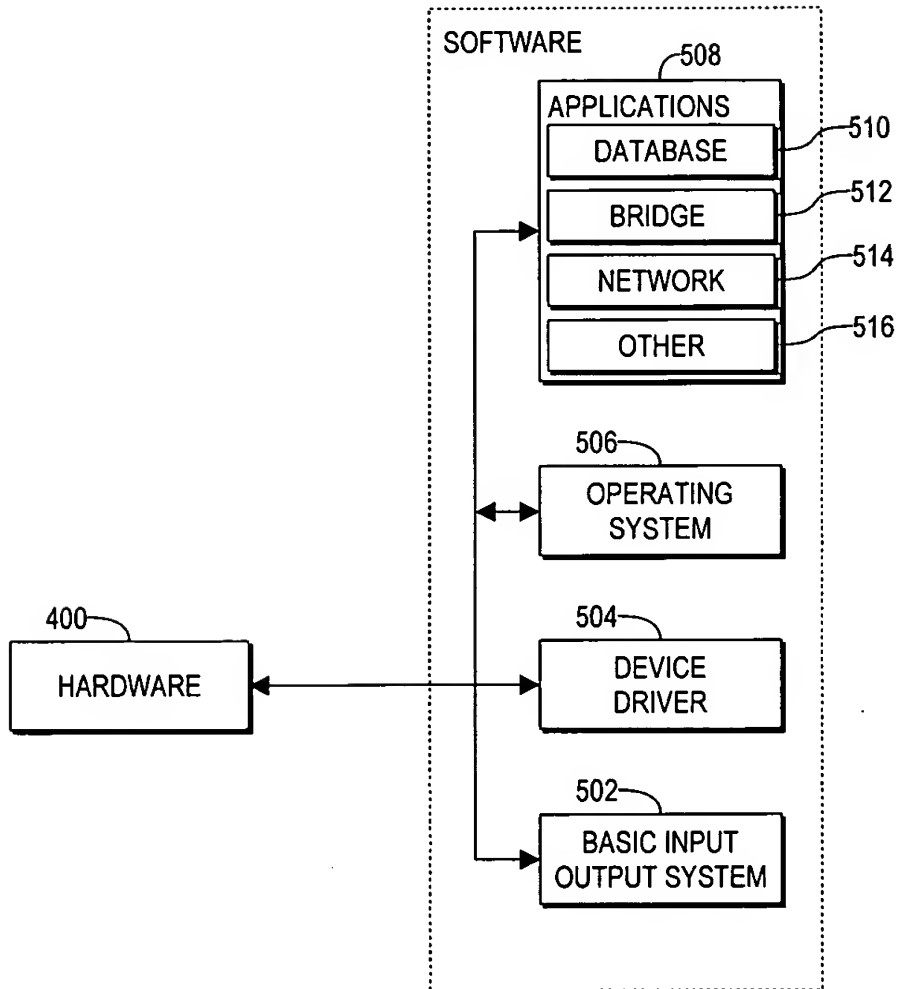 SOFTWARE
508
APPLICATIONS
DATABASE
510
BRIDGE
512
NETWORK
514
OTHER
516
506
OPERATING
SYSTEM
400
HARDWARE
504
DEVICE
DRIVER
502
BASIC INPUT
OUTPUT SYSTEM